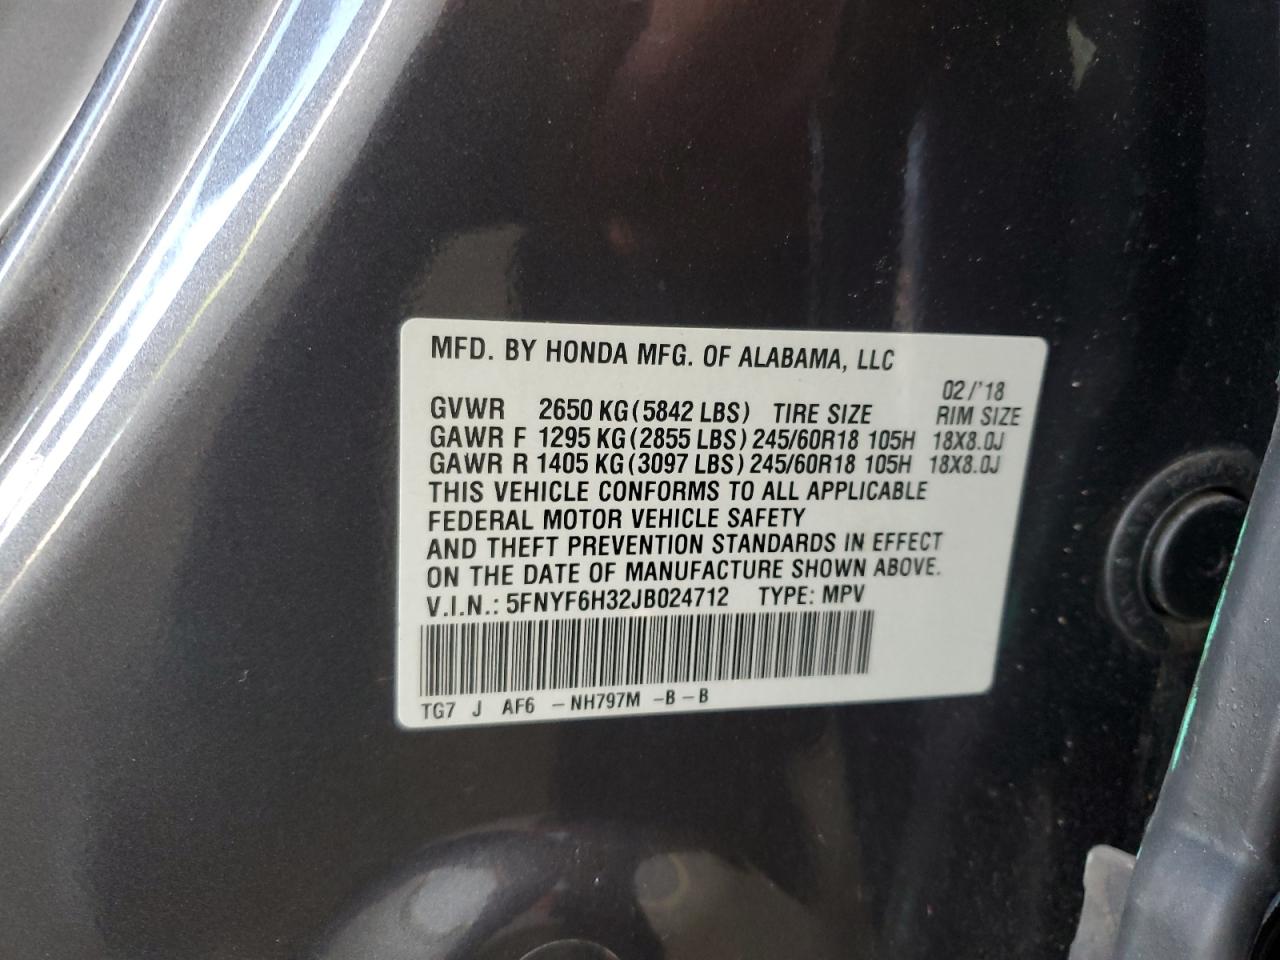 MFD. BY HONDA MFG. OF ALABAMA, LLC
02/'18
GVWR 2650 KG (5842 LBS) TIRE SIZE RIM SIZE
GAWR F 1295 KG (2855 LBS) 245/60R18 105H 18X8.0J
GAWR R 1405 KG (3097 LBS) 245/60R18 105H 18X8.0J
THIS VEHICLE CONFORMS TO ALL APPLICABLE
FEDERAL MOTOR VEHICLE SAFETY
AND THEFT PREVENTION STANDARDS IN EFFECT
ON THE DATE OF MANUFACTURE SHOWN ABOVE.
V.I.N.: 5FNYF6H32JB024712 TYPE: MPV
TG7 J AF6 - NH797M - B - B